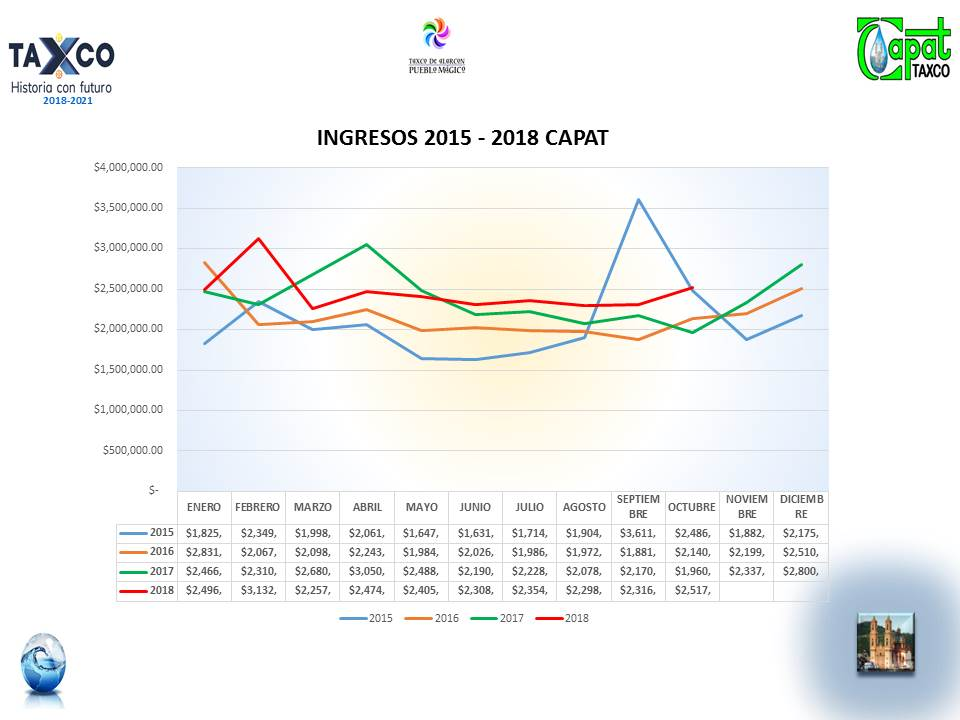 TAXCO
Historia con futuro
2018-2021
TAXCO DE ALARCÓN
PUEBLO MÁGICO
Capat
TAXCO
INGRESOS 2015 - 2018 CAPAT
$4,000,000.00
$3,500,000.00
$3,000,000.00
$2,500,000.00
$2,000,000.00
$1,500,000.00
$1,000,000.00
$500,000.00
$-
ENERO FEBRERO MARZO ABRIL MAYO JUNIO JULIO AGOSTO SEPTIEM BRE OCTUBRE NOVIEM BRE DICIEMB RE
2015 $1,825, $2,349, $1,998, $2,061, $1,647, $1,631, $1,714, $1,904, $3,611, $2,486, $1,882, $2,175,
2016 $2,831, $2,067, $2,098, $2,243, $1,984, $2,026, $1,986, $1,972, $1,881, $2,140, $2,199, $2,510,
2017 $2,466, $2,310, $2,680, $3,050, $2,488, $2,190, $2,228, $2,078, $2,170, $1,960, $2,337, $2,800,
2018 $2,496, $3,132, $2,257, $2,474, $2,405, $2,308, $2,354, $2,298, $2,316, $2,517,
2015 2016 2017 2018